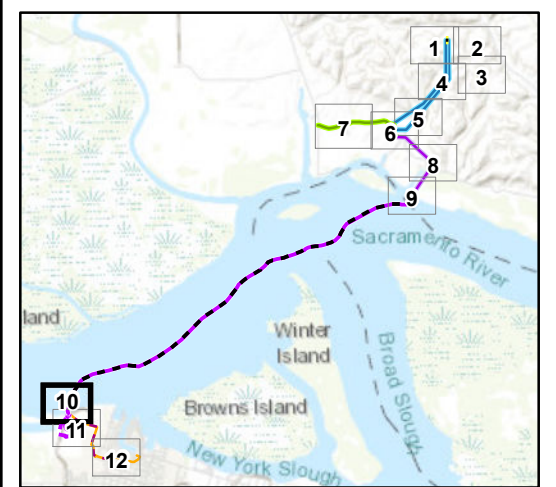 1
2
3
4
5
6
7
8
9
Sacramento River
land
Winter
Island
Broad Slough
10
Browns Island
11
12
New York Slough